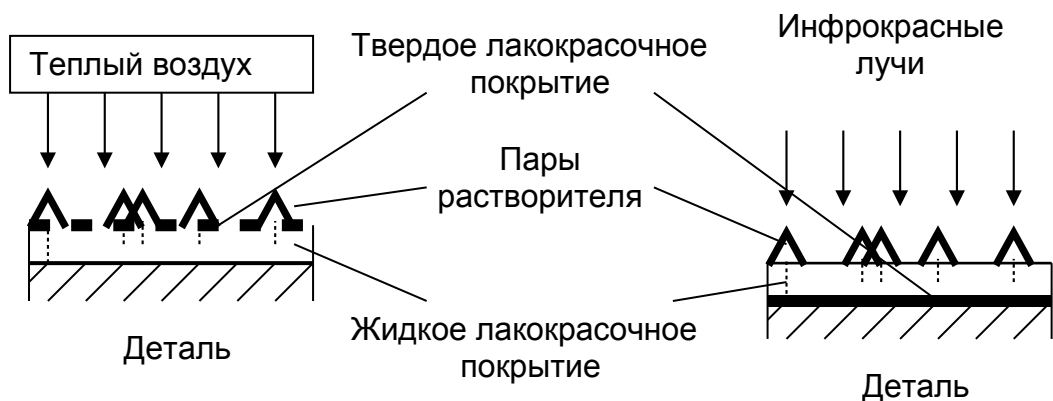 Теплый воздух
Твердое лакокрасочное
покрытие
Инфрокрасные
лучи
Пары
растворителя
Жидкое лакокрасочное
покрытие
Деталь
Деталь